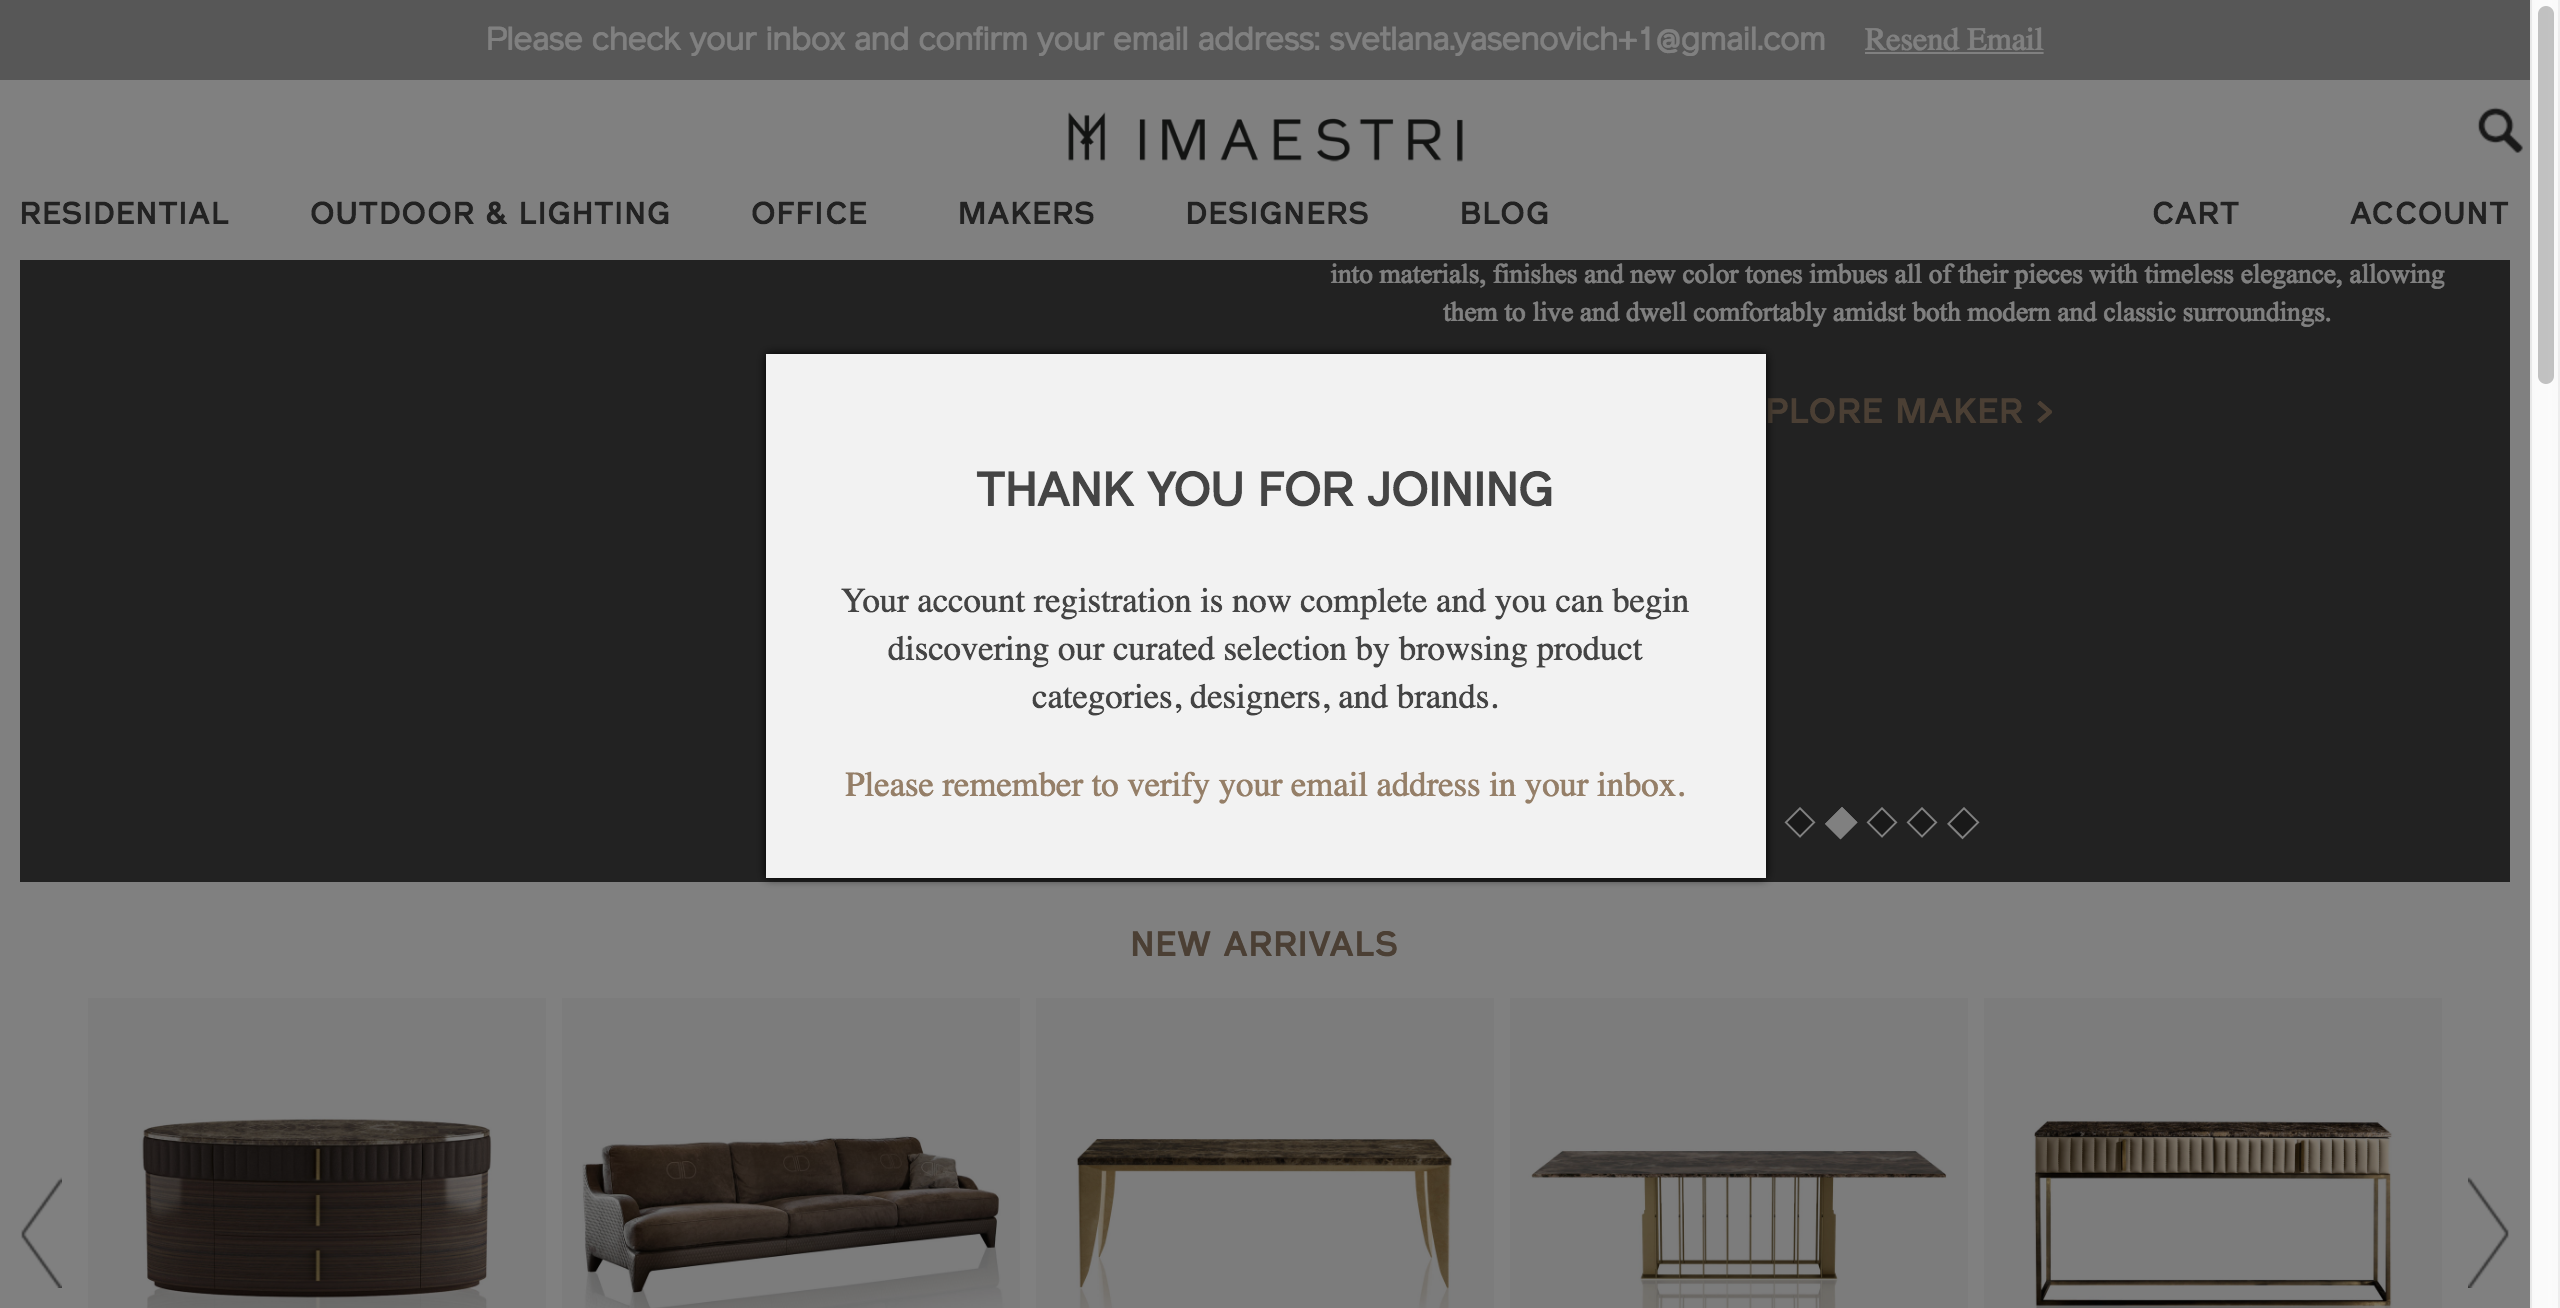 Please check your inbox and confirm your email address: svetlana.yasenovich+1@gmail.com Resend Email
IMAESTRI
RESIDENTIAL OUTDOOR & LIGHTING OFFICE MAKERS DESIGNERS BLOG CART ACCOUNT
into materials, finishes and new color tones imbues all of their pieces with timeless elegance, allowing
them to live and dwell comfortably amidst both modern and classic surroundings.
PLORE MAKER >
THANK YOU FOR JOINING
Your account registration is now complete and you can begin
discovering our curated selection by browsing product
categories, designers, and brands.
Please remember to verify your email address in your inbox.
NEW ARRIVALS